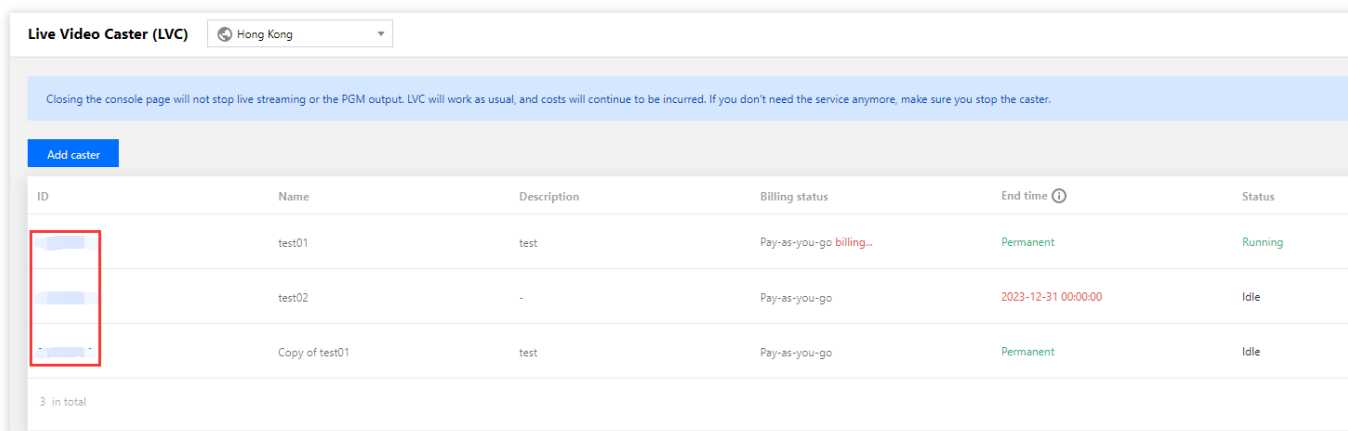 Live Video Caster (LVC) Hong Kong
Closing the console page will not stop live streaming or the PGM output. LVC will work as usual, and costs will continue to be incurred. If you don't need the service anymore, make sure you stop the caster.
Add caster
ID Name Description Billing status End time Status
test01 test Pay-as-you-go billing... Permanent Running
test02 - Pay-as-you-go 2023-12-31 00:00:00 Idle
Copy of test01 test Pay-as-you-go Permanent Idle
3 in total